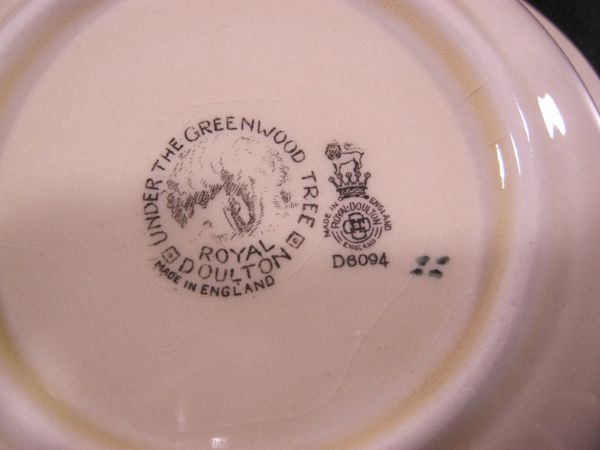 UNDER THE GREENWOOD TREE
ROYAL
DOULTON
MADE IN ENGLAND
MADE IN ENGLAND
ROYAL·DOULTON
ENGLAND
D6094